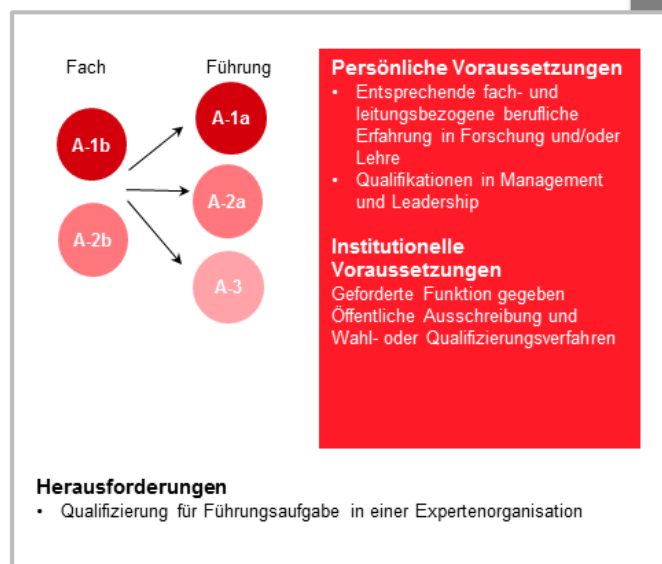 Fach
Führung
A-1b
A-1a
A-2b
A-2a
A-3
Persönliche Voraussetzungen
• Entsprechende fach- und
leitungsbezogene berufliche
Erfahrung in Forschung und/oder
Lehre
• Qualifikationen in Management
und Leadership
Institutionelle
Voraussetzungen
Geforderte Funktion gegeben
Öffentliche Ausschreibung und
Wahl- oder Qualifizierungsverfahren
Herausforderungen
• Qualifizierung für Führungsaufgabe in einer Expertenorganisation